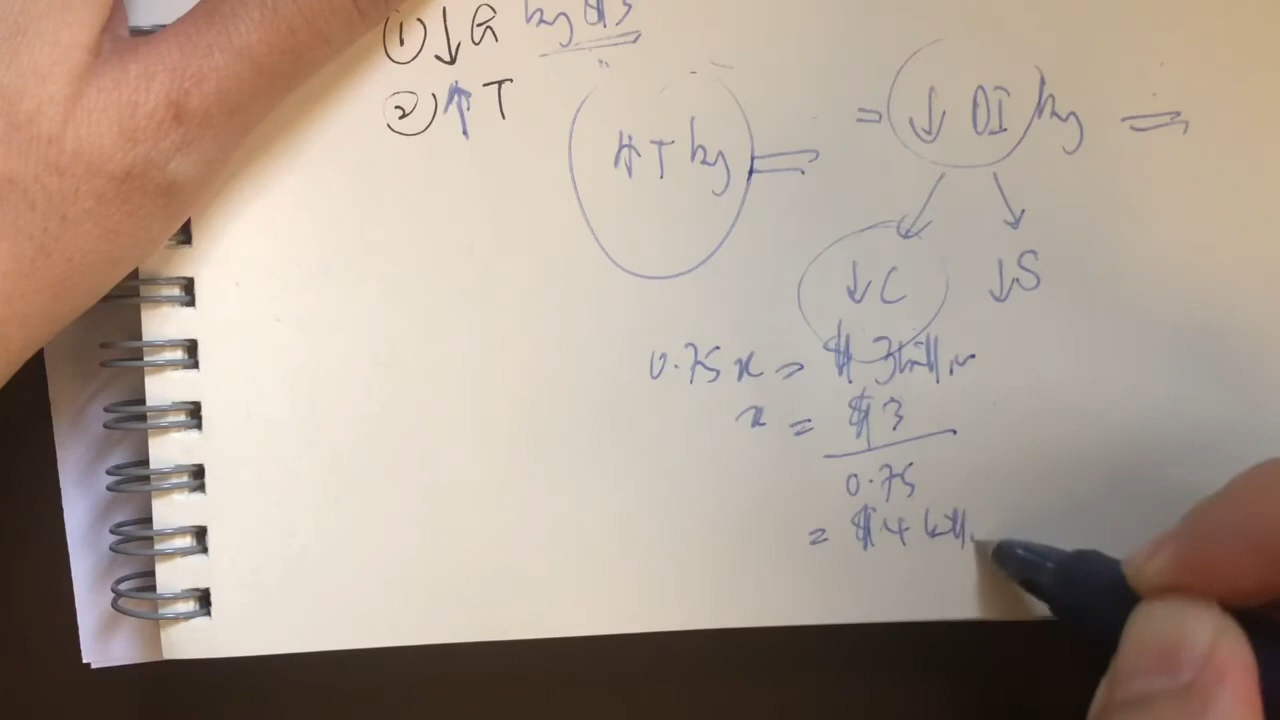 ① ↓ G by $3
② ↑ T
↑T by = = ↓ DI by =
↓ C ↓ S
0.75x = $3 billion
x = $3
0.75
= $4 bill